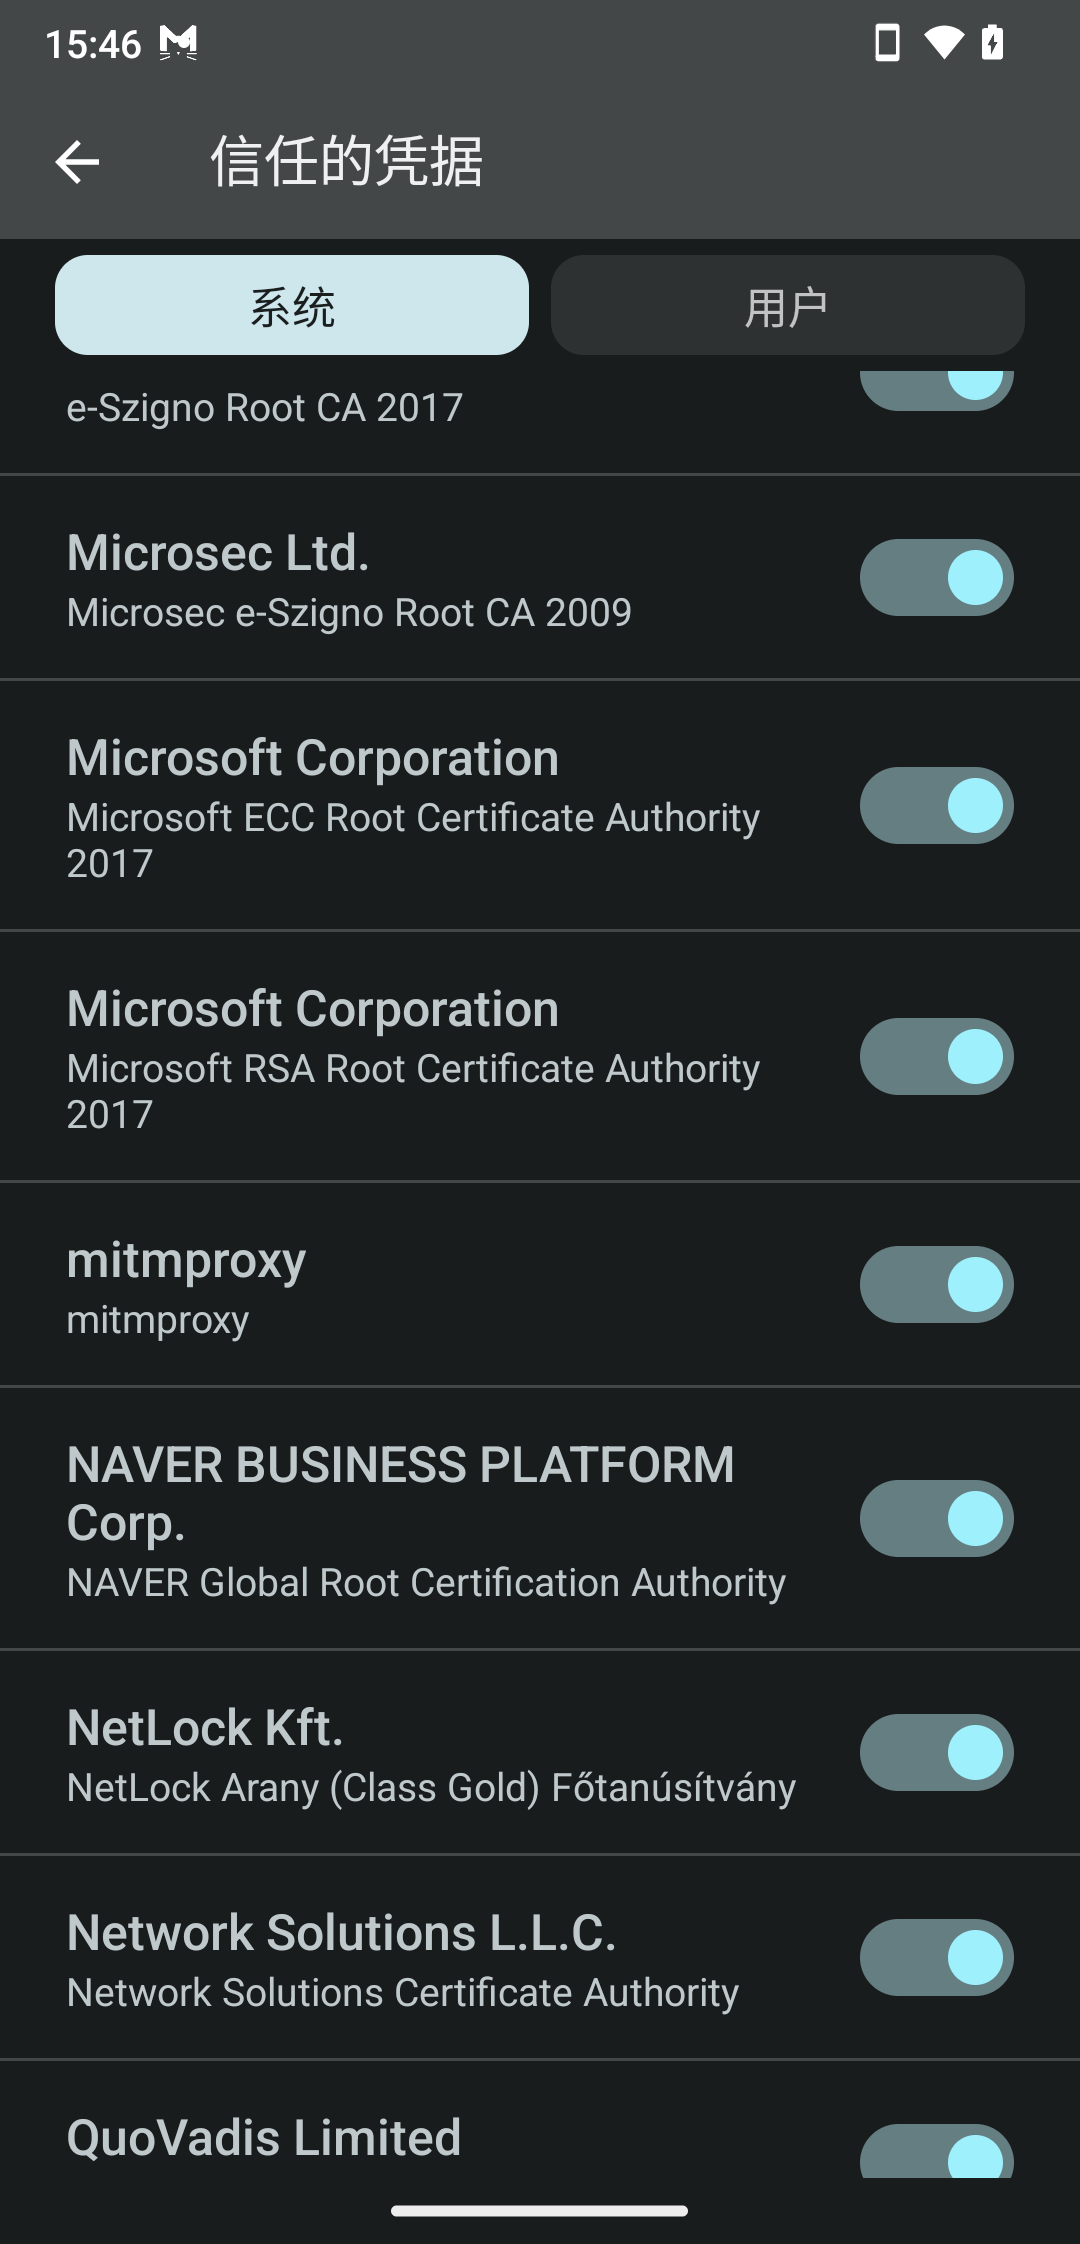 15:46
信任的凭据
系统
用户
e-Szigno Root CA 2017
Microsec Ltd.
Microsec e-Szigno Root CA 2009
Microsoft Corporation
Microsoft ECC Root Certificate Authority
2017
Microsoft Corporation
Microsoft RSA Root Certificate Authority
2017
mitmproxy
mitmproxy
NAVER BUSINESS PLATFORM
Corp.
NAVER Global Root Certification Authority
NetLock Kft.
NetLock Arany (Class Gold) Főtanúsítvány
Network Solutions L.L.C.
Network Solutions Certificate Authority
QuoVadis Limited